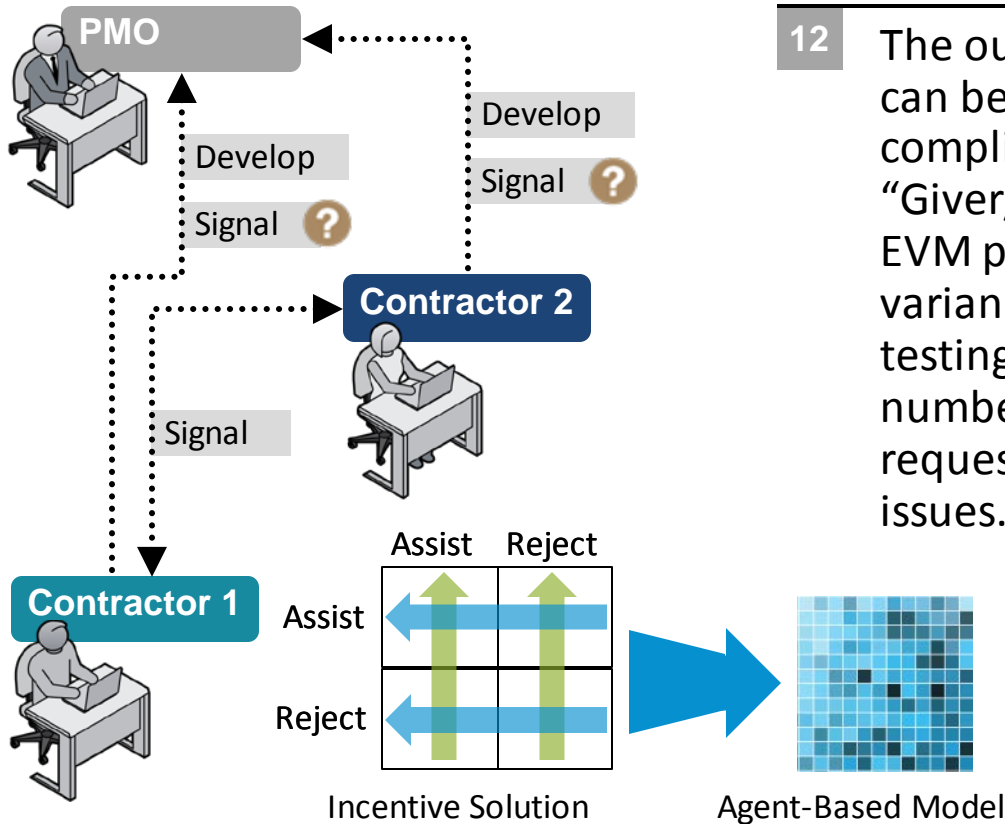 PMO
Develop
Signal ?
Develop
Signal ?
Contractor 2
Signal
Contractor 1
Assist Reject
Assist
Reject
Incentive Solution
Agent-Based Model
12
The ou
can be
compli
“Giver,
EVM p
varian
testing
numbe
reques
issues.